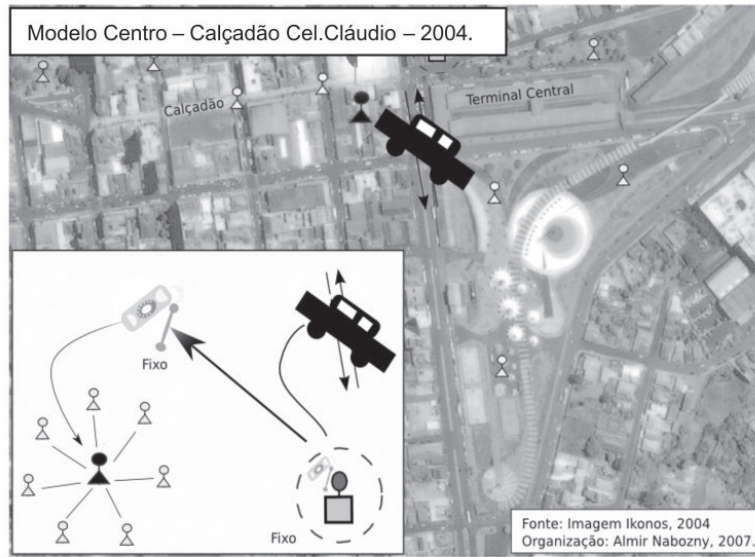 Modelo Centro – Calçadão Cel.Cláudio – 2004.
Calçadão
Terminal Central
Fixo
Fixo
Fonte: Imagem Ikonos, 2004
Organização: Almir Nabozny, 2007.